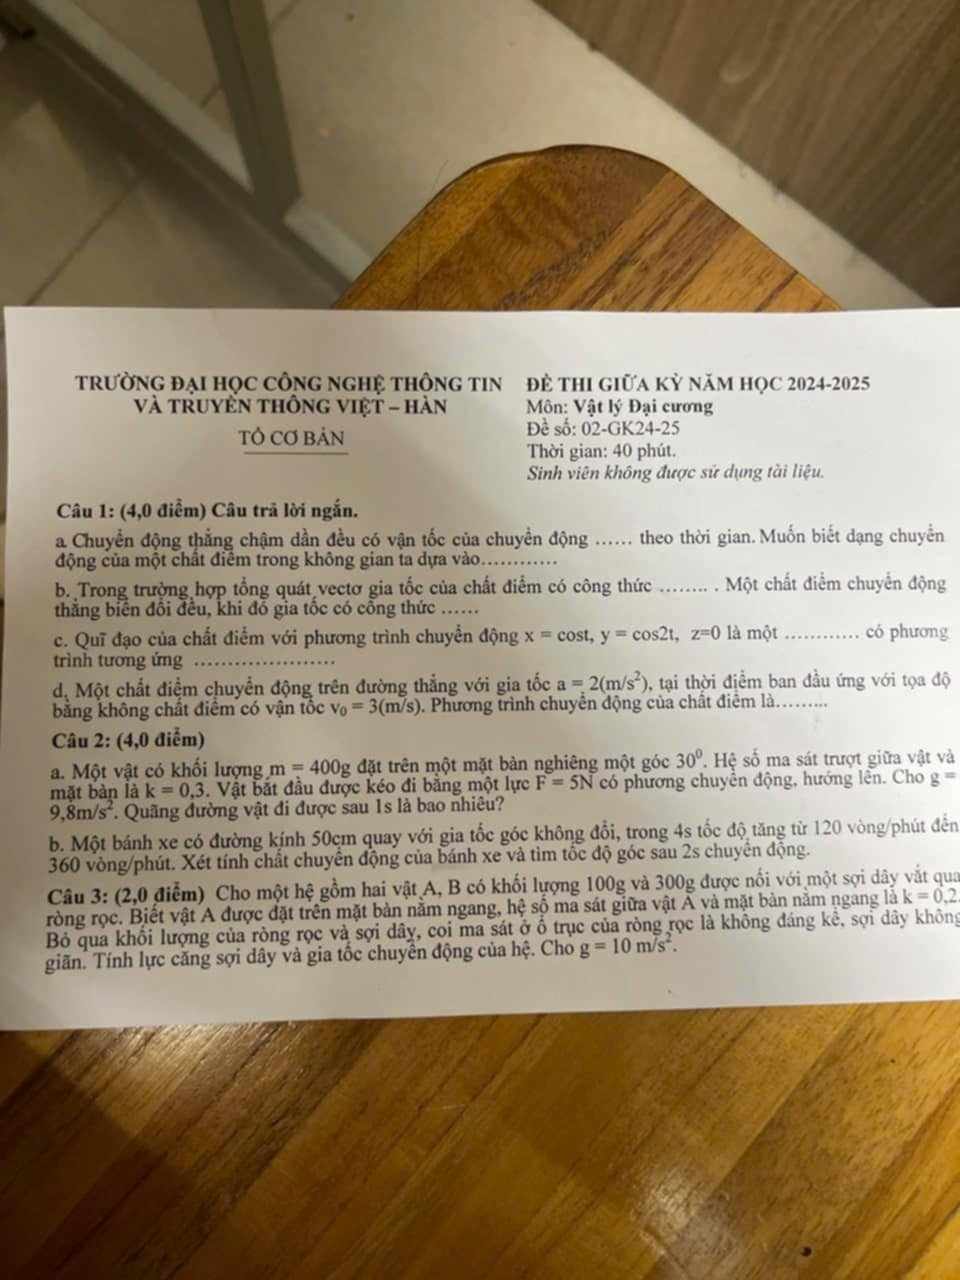 TRƯỜNG ĐẠI HỌC CÔNG NGHỆ THÔNG TIN
VÀ TRUYỀN THÔNG VIỆT – HÀN
TỔ CƠ BẢN
ĐỀ THI GIỮA KỲ NĂM HỌC 2024-2025
Môn: Vật lý Đại cương
Đề số: 02-GK24-25
Thời gian: 40 phút.
Sinh viên không được sử dụng tài liệu.
Câu 1: (4,0 điểm) Câu trả lời ngắn.
a. Chuyển động thẳng chậm dần đều có vận tốc của chuyển động …… theo thời gian. Muốn biết dạng chuyển
động của một chất điểm trong không gian ta dựa vào…………
b. Trong trường hợp tổng quát vectơ gia tốc của chất điểm có công thức …….. . Một chất điểm chuyển động
thẳng biến đổi đều, khi đó gia tốc có công thức ……
c. Quĩ đạo của chất điểm với phương trình chuyển động x = cost, y = cos2t, z=0 là một ………… có phương
trình tương ứng …………………
d. Một chất điểm chuyển động trên đường thẳng với gia tốc a = 2(m/s²), tại thời điểm ban đầu ứng với tọa độ
bằng không chất điểm có vận tốc v₀ = 3(m/s). Phương trình chuyển động của chất điểm là………
Câu 2: (4,0 điểm)
a. Một vật có khối lượng m = 400g đặt trên một mặt bàn nghiêng một góc 30⁰. Hệ số ma sát trượt giữa vật và
mặt bàn là k = 0,3. Vật bắt đầu được kéo đi bằng một lực F = 5N có phương chuyển động, hướng lên. Cho g =
9,8m/s². Quãng đường vật đi được sau 1s là bao nhiêu?
b. Một bánh xe có đường kính 50cm quay với gia tốc góc không đổi, trong 4s tốc độ tăng từ 120 vòng/phút đến
360 vòng/phút. Xét tính chất chuyển động của bánh xe và tìm tốc độ góc sau 2s chuyển động.
Câu 3: (2,0 điểm) Cho một hệ gồm hai vật A, B có khối lượng 100g và 300g được nối với một sợi dây vắt qua
ròng rọc. Biết vật A được đặt trên mặt bàn nằm ngang, hệ số ma sát giữa vật A và mặt bàn nằm ngang là k = 0,2.
Bỏ qua khối lượng của ròng rọc và sợi dây, coi ma sát ở ổ trục của ròng rọc là không đáng kể, sợi dây không
giãn. Tính lực căng sợi dây và gia tốc chuyển động của hệ. Cho g = 10 m/s².